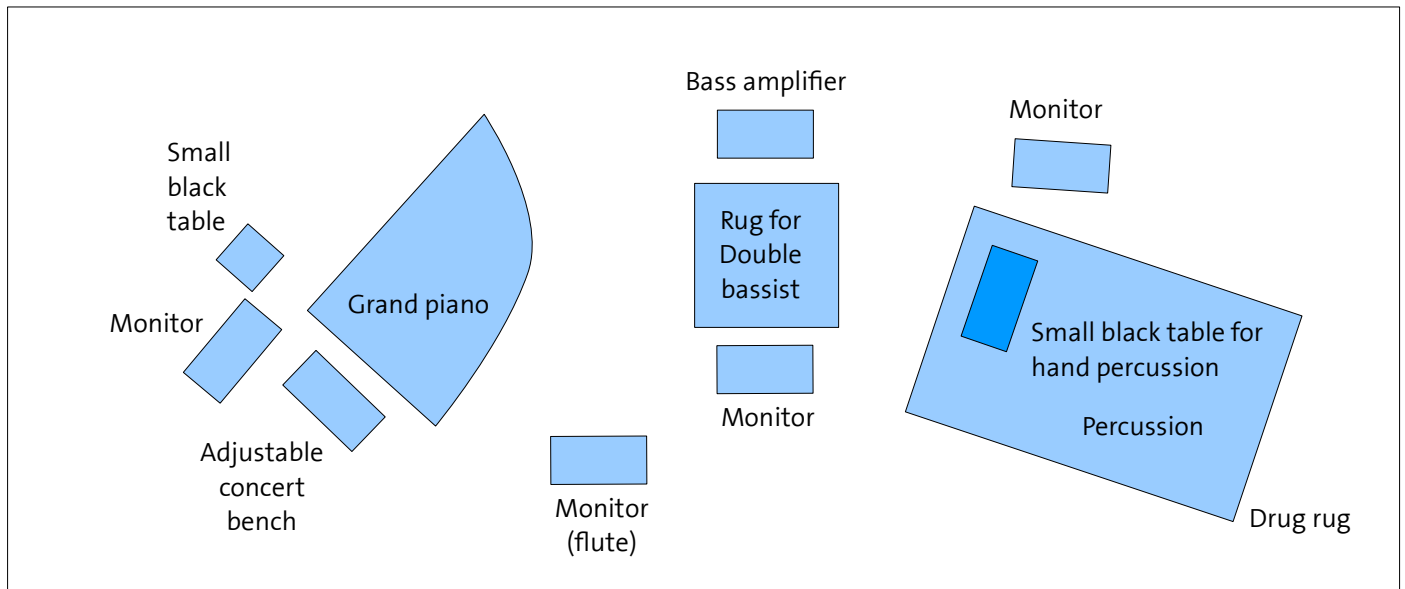 Bass amplifier
Monitor
Small
black
table
Rug for
Double
bassist
Grand piano
Monitor
Small black table for
hand percussion
Monitor
Percussion
Adjustable
concert
bench
Monitor
(flute)
Drug rug